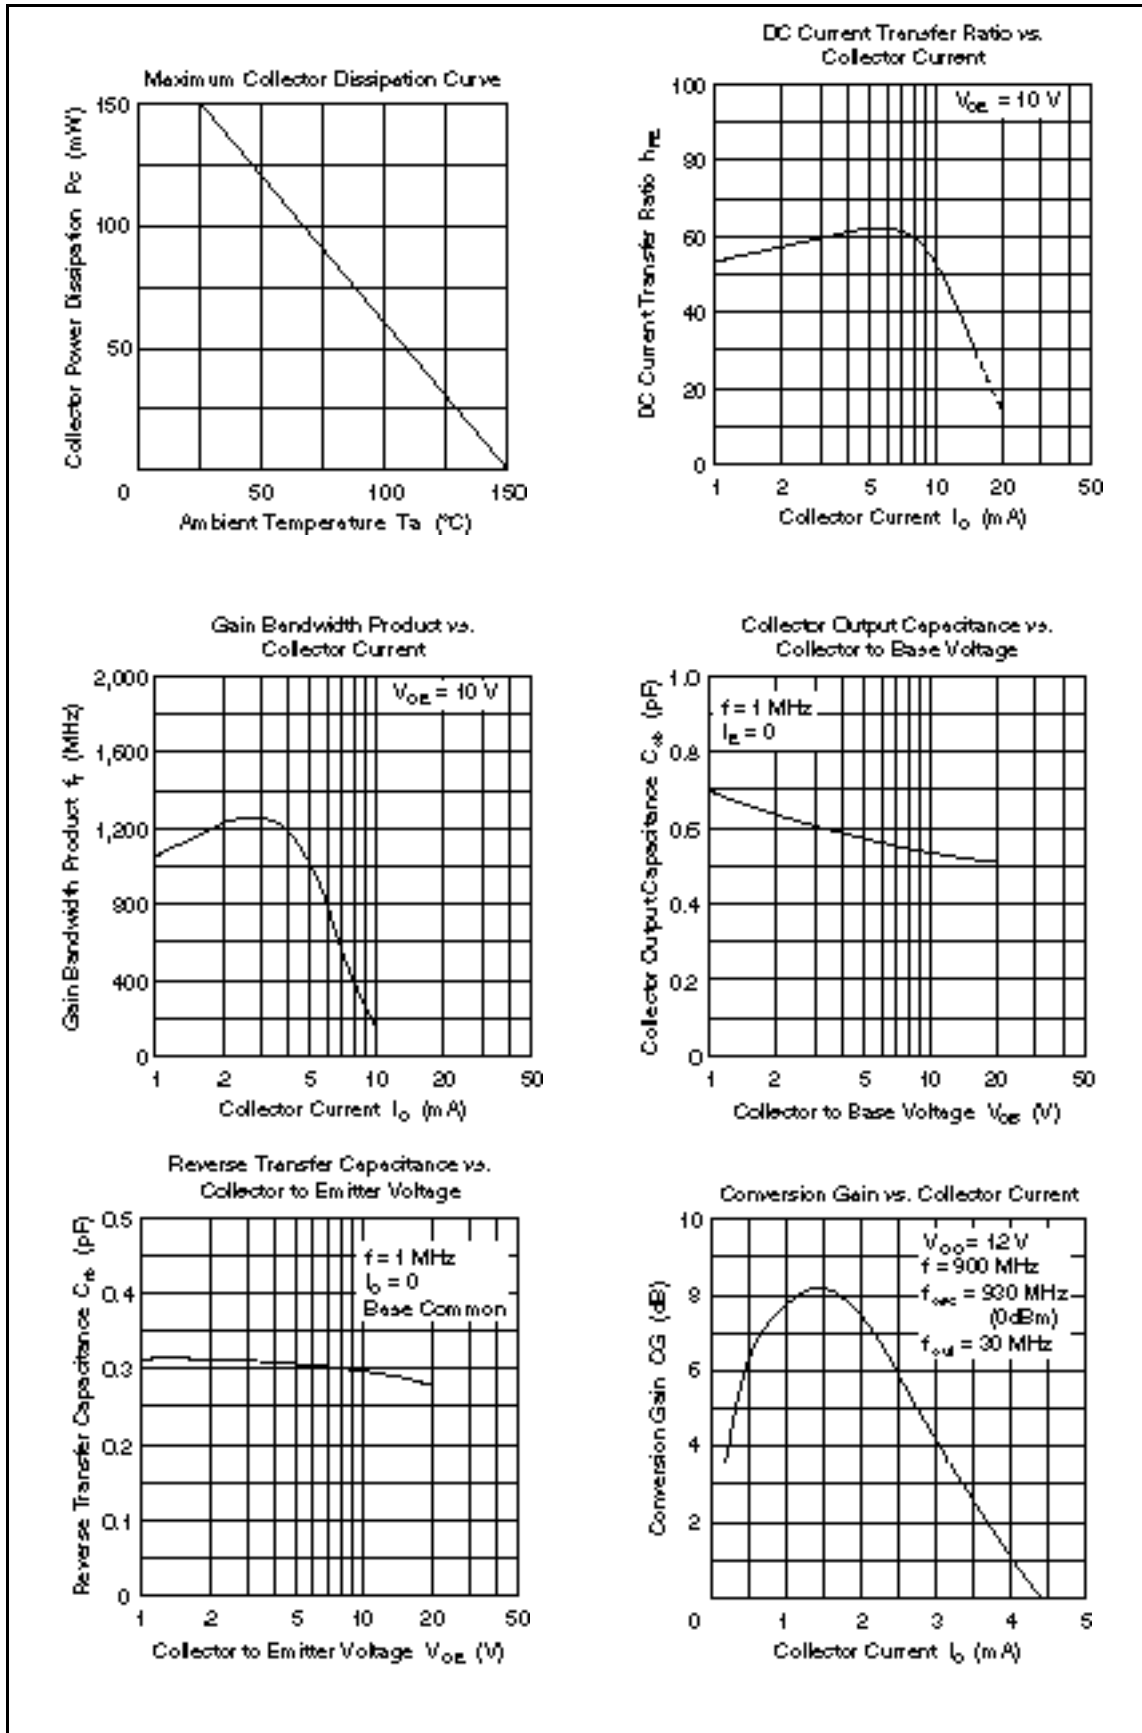 Maximum Collector Dissipation Curve
Collector Power Dissipation Pc (mW)
150
100
50
0
50
100
150
Ambient Temperature Ta (°C)
DC Current Transfer Ratio vs.
Collector Current
DC Current Transfer Ratio hFE
VCE = 10 V
100
80
60
40
20
0
1
2
5
10
20
50
Collector Current IC (mA)
Gain Bandwidth Product vs.
Collector Current
Gain Bandwidth Product fT (MHz)
VCE = 10 V
2,000
1,600
1,200
800
400
0
1
2
5
10
20
50
Collector Current IC (mA)
Collector Output Capacitance vs.
Collector to Base Voltage
Collector Output Capacitance Cob (pF)
f = 1 MHz
IE = 0
1.0
0.8
0.6
0.4
0.2
0
1
2
5
10
20
50
Collector to Base Voltage VCB (V)
Reverse Transfer Capacitance vs.
Collector to Emitter Voltage
Reverse Transfer Capacitance Crb (pF)
f = 1 MHz
IC = 0
Base Common
0.5
0.4
0.3
0.2
0.1
0
1
2
5
10
20
50
Collector to Emitter Voltage VCE (V)
Conversion Gain vs. Collector Current
Conversion Gain CG (dB)
VCC = 12 V
f = 900 MHz
fosc = 930 MHz
(0dBm)
fout = 30 MHz
10
8
6
4
2
0
0
1
2
3
4
5
Collector Current IC (mA)